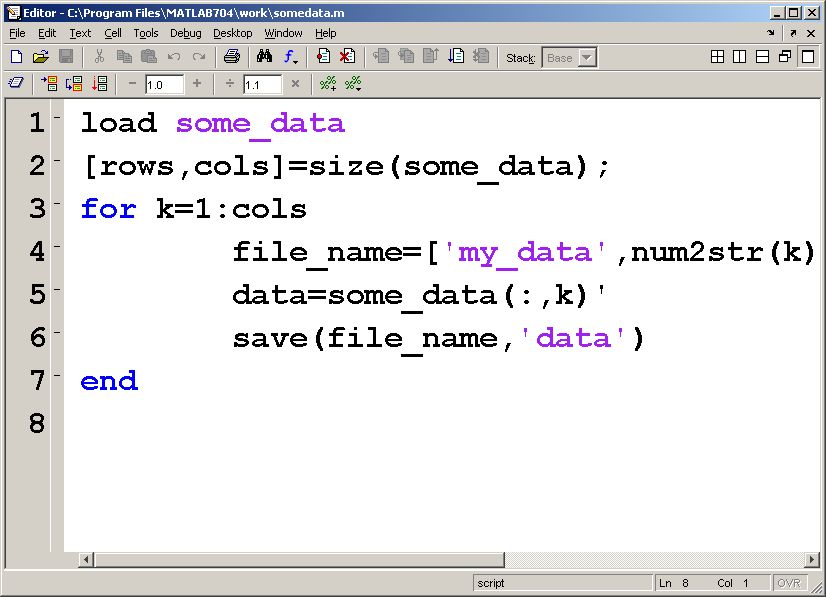 Editor - C:\Program Files\MATLAB704\work\somedata.m
File Edit Text Cell Tools Debug Desktop Window Help
Stack: Base
1.0 1.1
1 load some_data
2 [rows,cols]=size(some_data);
3 for k=1:cols
4 file_name=['my_data',num2str(k)
5 data=some_data(:,k)'
6 save(file_name,'data')
7 end
8
script Ln 8 Col 1 OVR